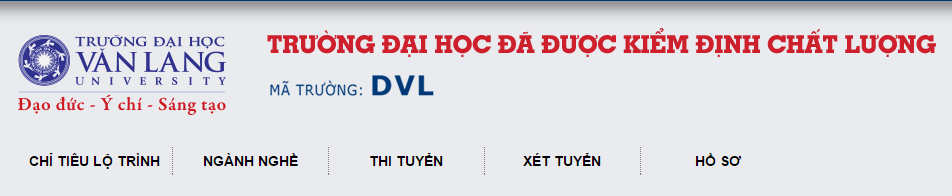 TRƯỜNG ĐẠI HỌC
VĂN LANG
UNIVERSITY
Đạo đức - Ý chí - Sáng tạo
TRƯỜNG ĐẠI HỌC ĐÃ ĐƯỢC KIỂM ĐỊNH CHẤT LƯỢNG
MÃ TRƯỜNG: DVL
CHỈ TIÊU LỘ TRÌNH
NGÀNH NGHỀ
THI TUYỂN
XÉT TUYỂN
HỒ SƠ